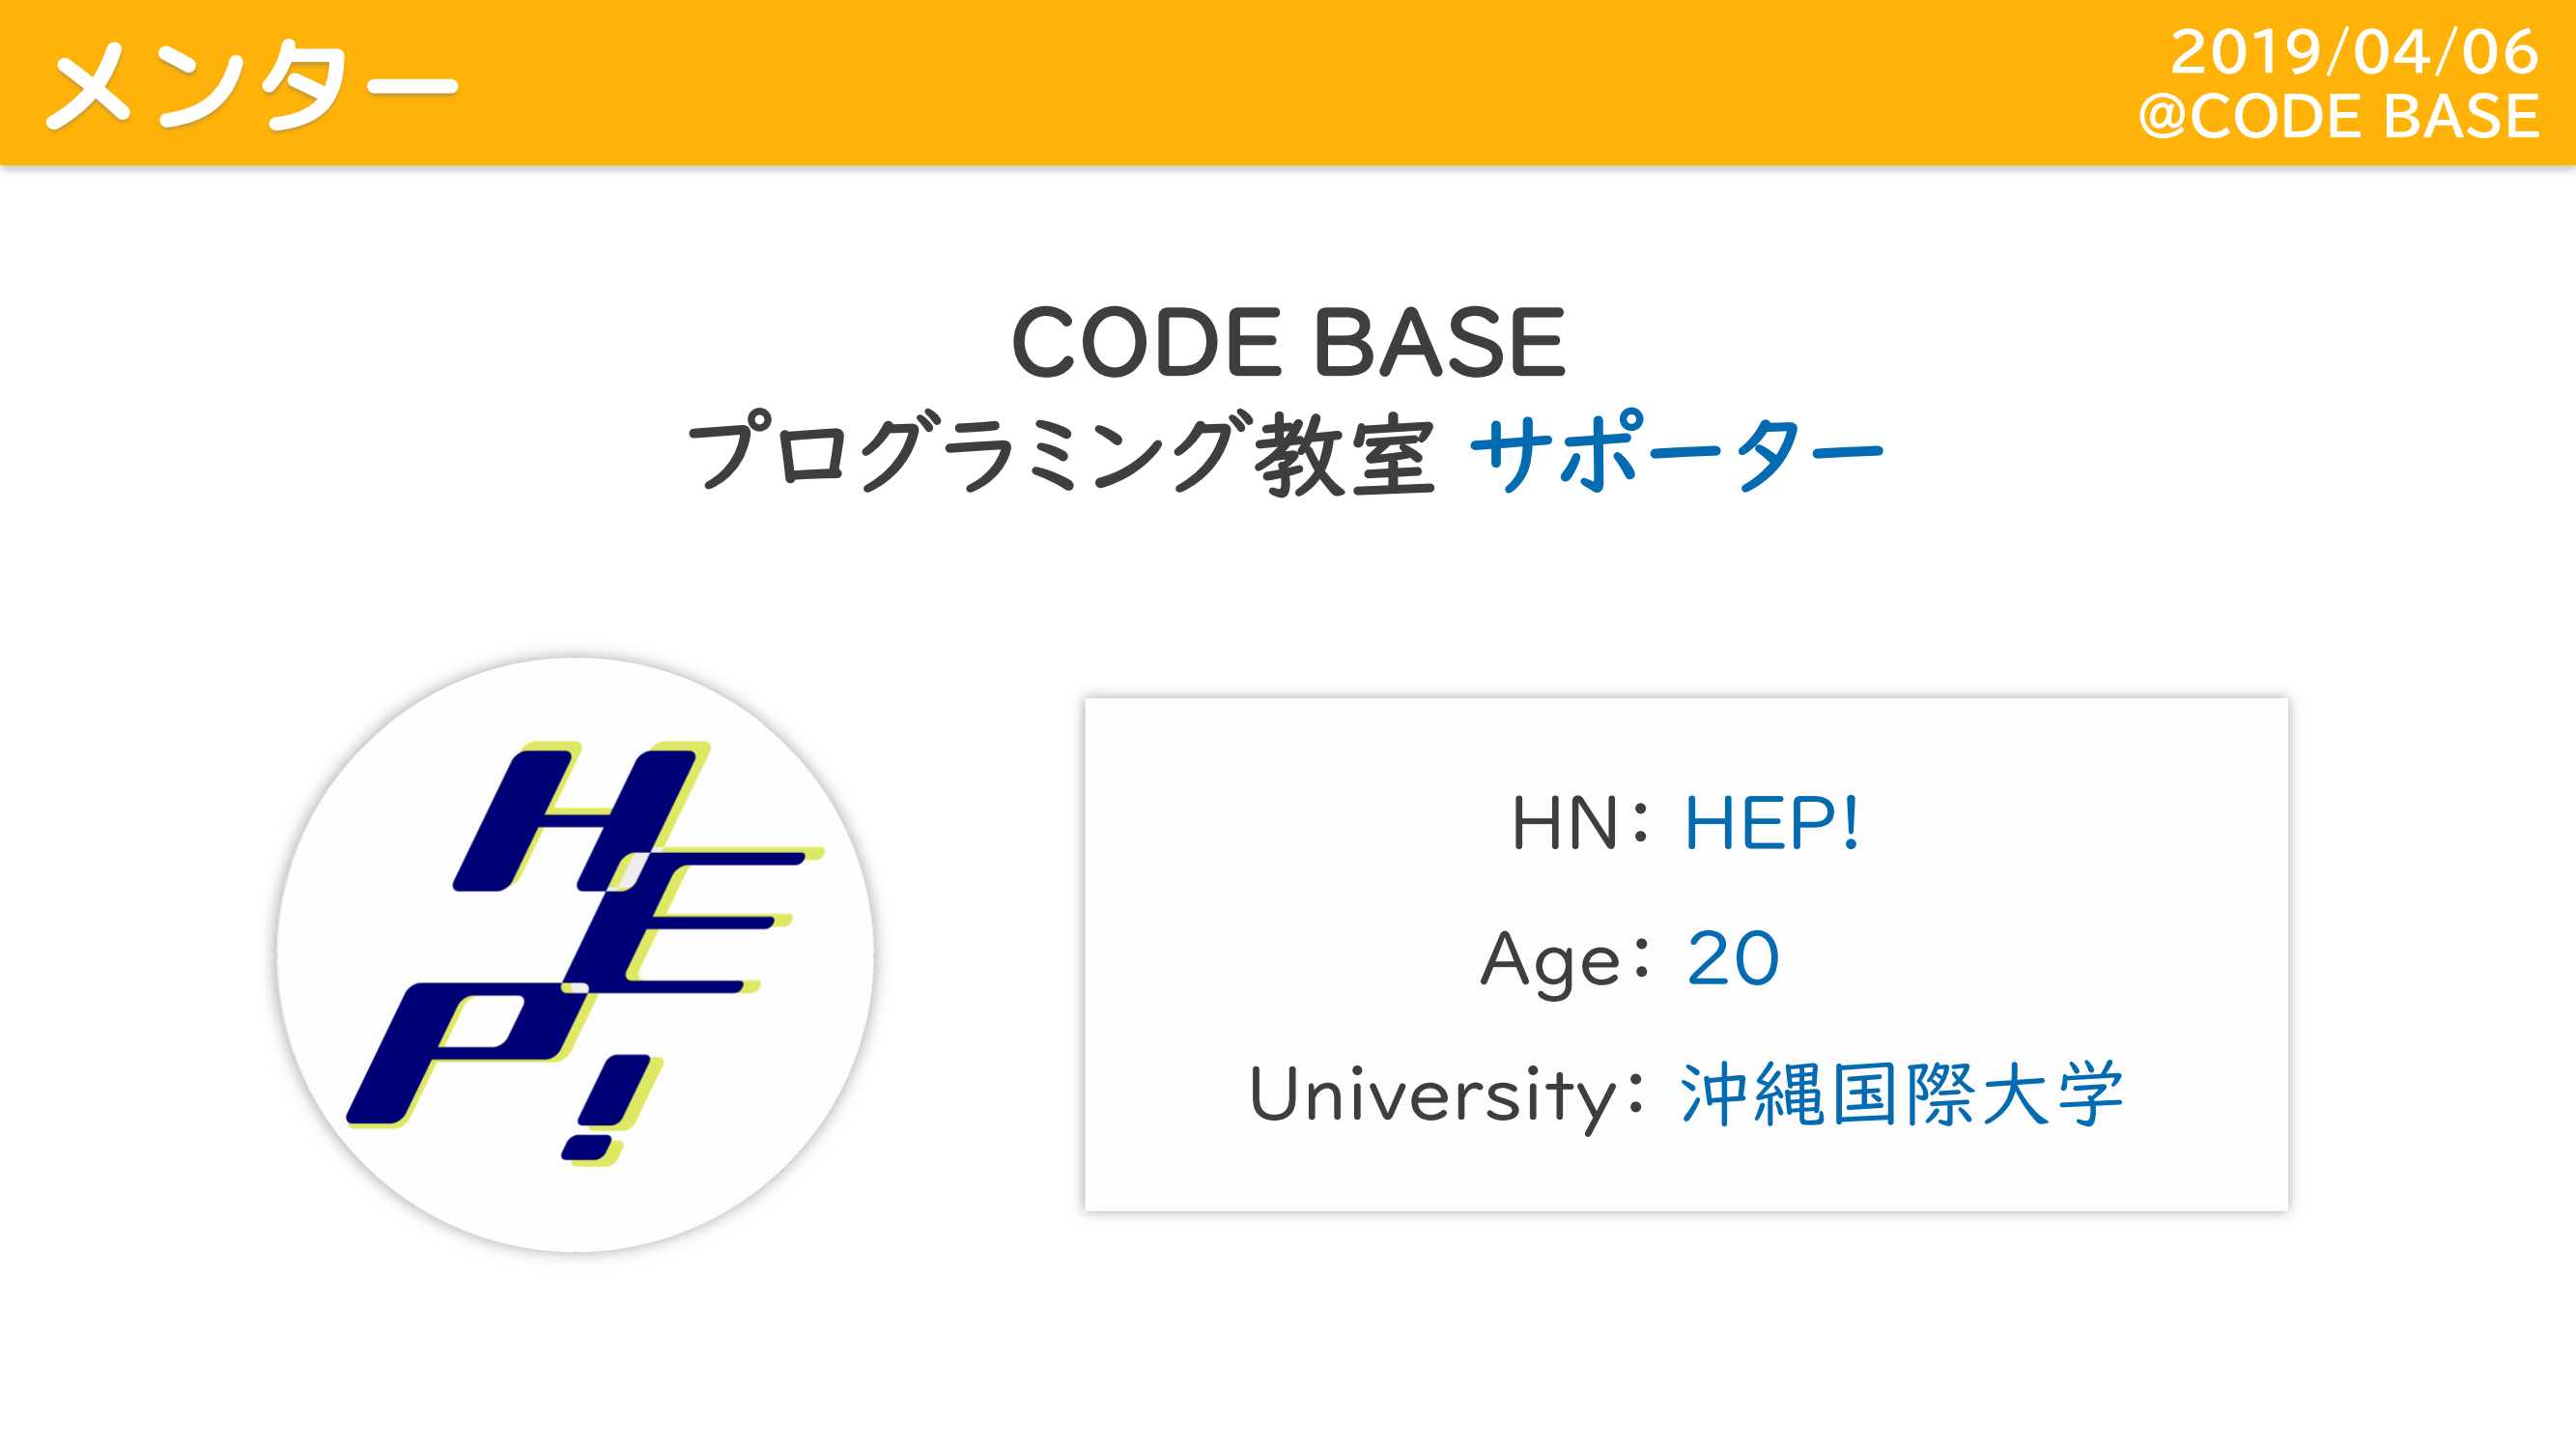 メンター
2019/04/06
@CODE BASE
CODE BASE
プログラミング教室 サポーター
HEP!
HN: HEP!
Age: 20
University: 沖縄国際大学